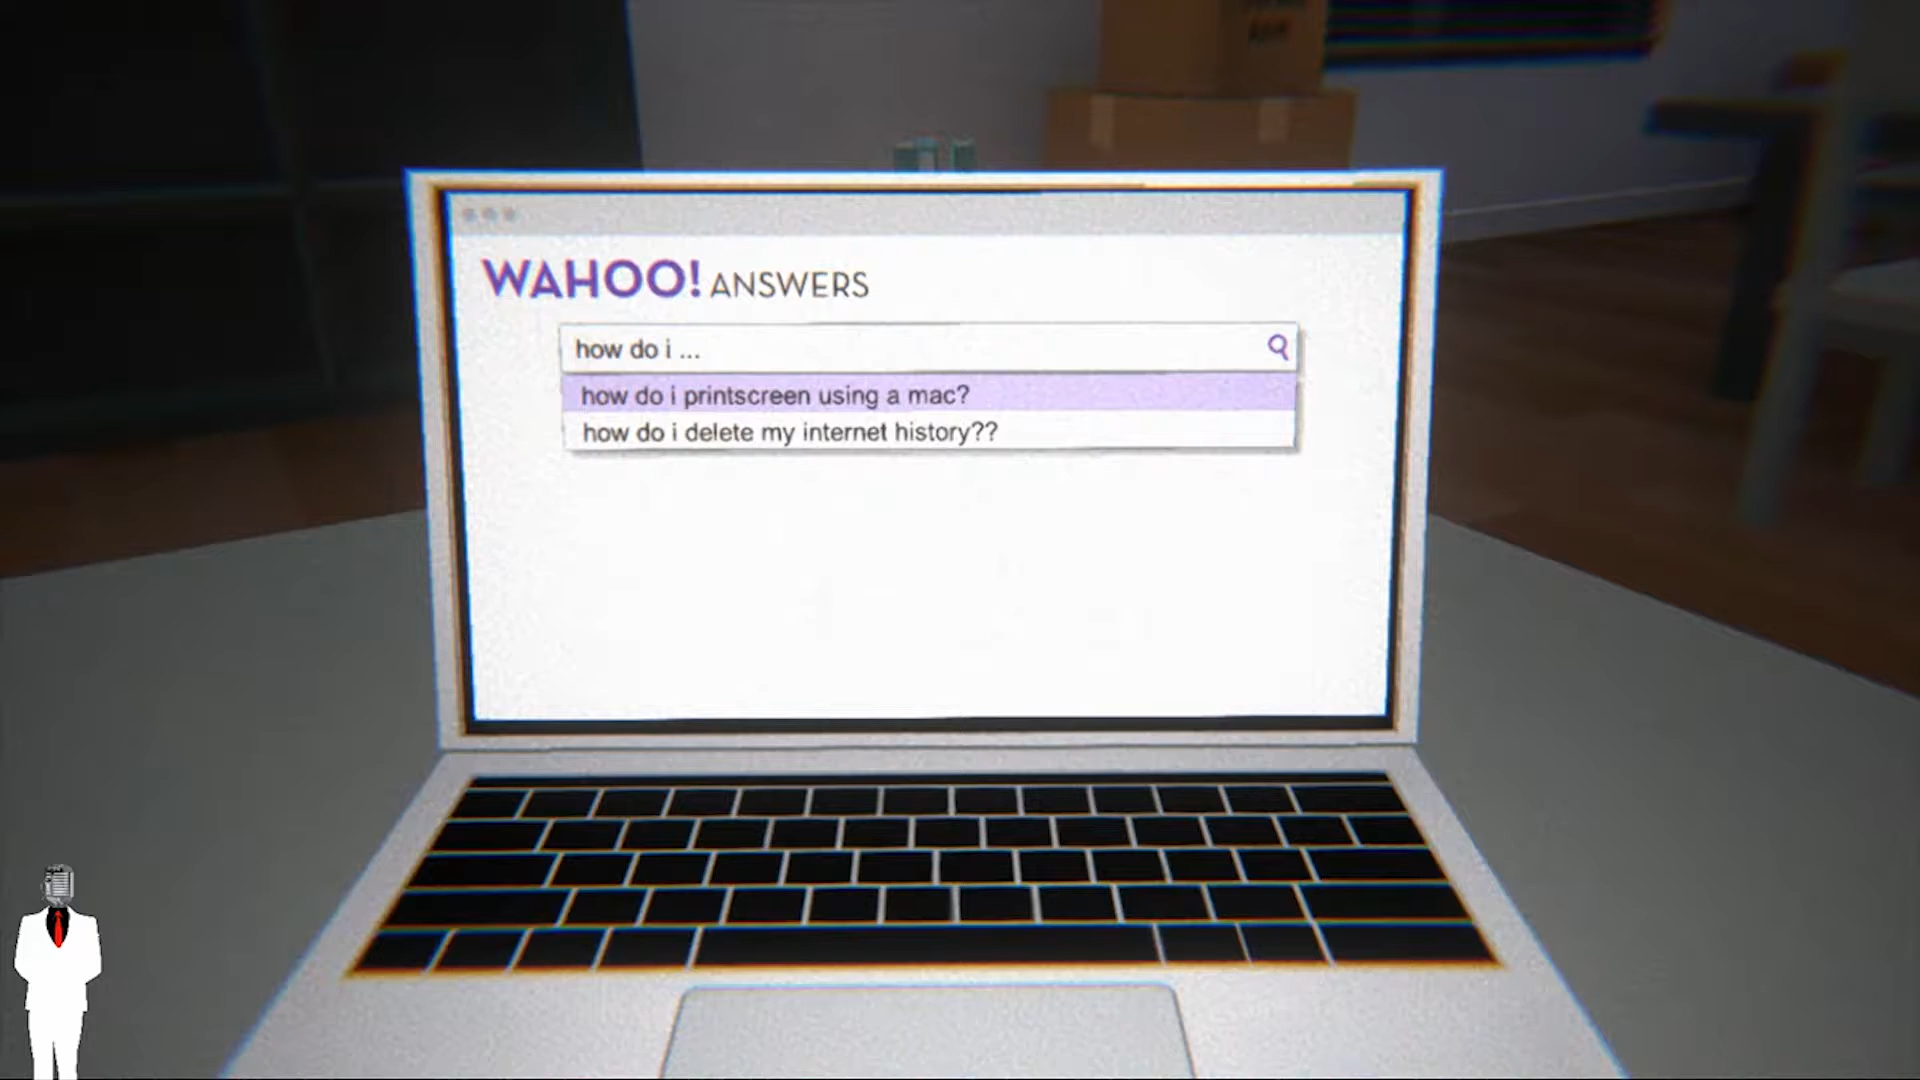 WAHOO! ANSWERS
how do i ...
how do i printscreen using a mac?
how do i delete my internet history??